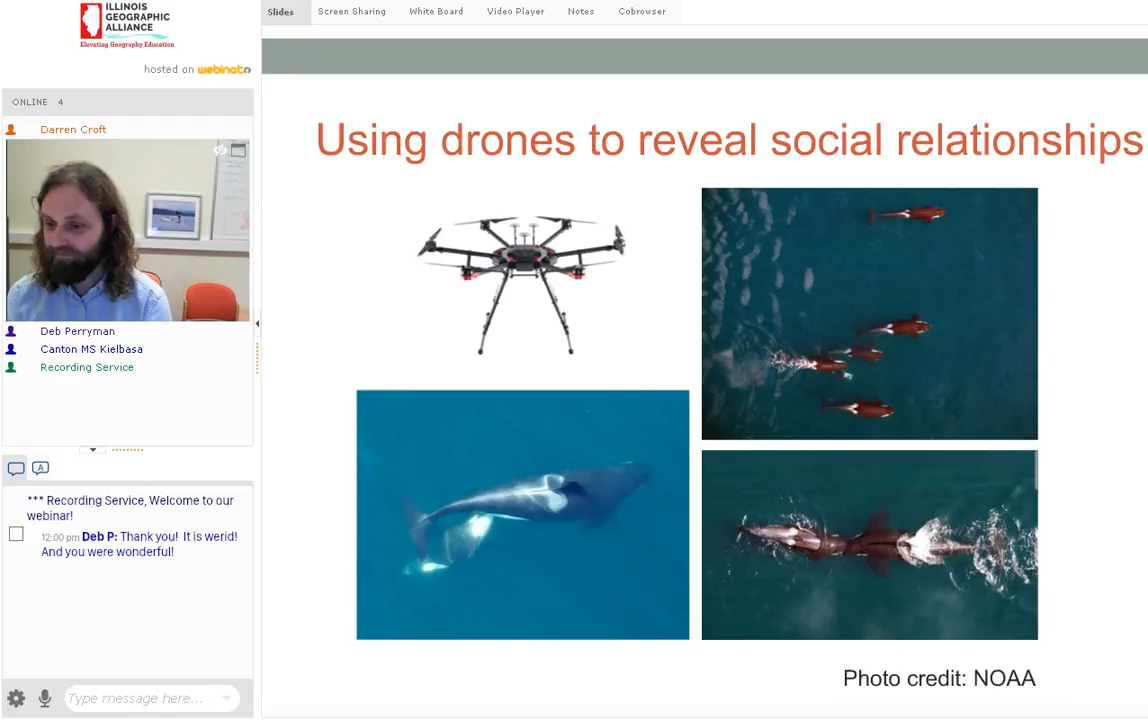 ILLINOIS
GEOGRAPHIC
ALLIANCE
Elevating Geography Education
hosted on webinato
ONLINE 4
Darren Croft
Deb Perryman
Canton MS Kielbasa
Recording Service
*** Recording Service, Welcome to our
webinar!
12:00 pm Deb P: Thank you! It is werid!
And you were wonderful!
Type message here...
Slides Screen Sharing White Board Video Player Notes Cobrowser
Using drones to reveal social relationships
Photo credit: NOAA